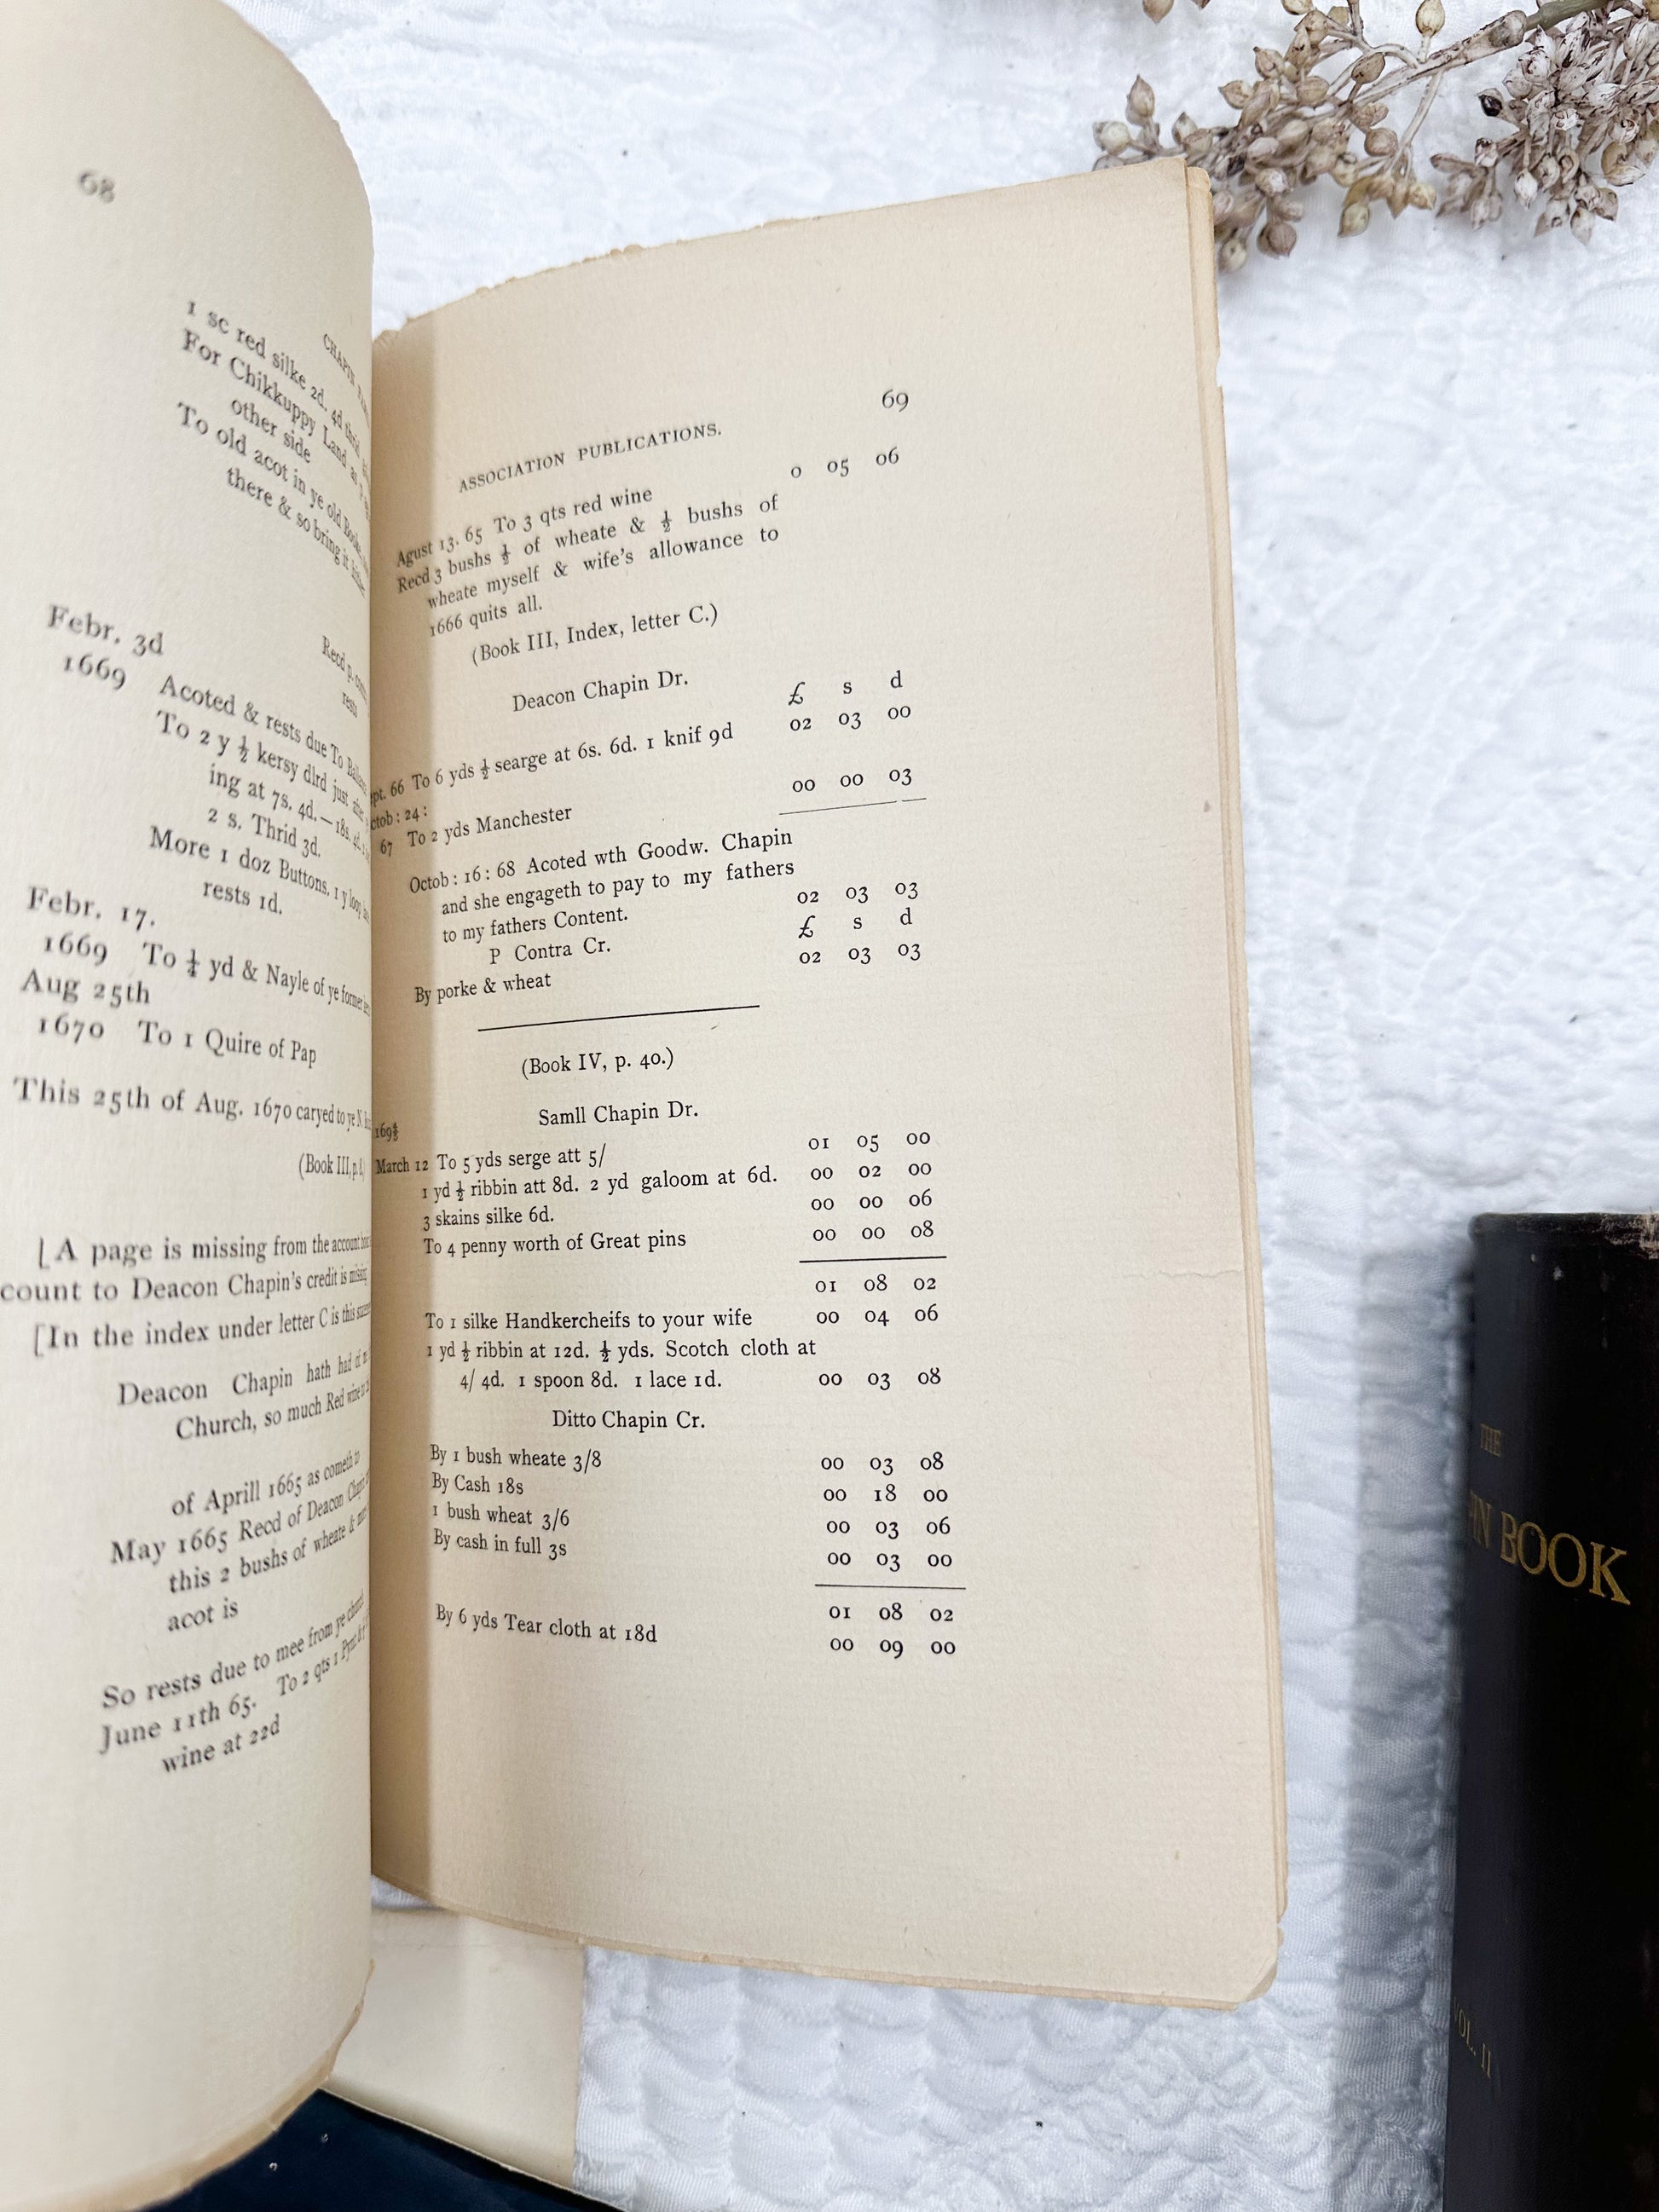 68
1 sc red silke 2d. 4d
For Chikkuppy Land as
other side
To old acot in ye old Booke
there & so bring it
Febr. 3d
Recd p.
rests
1669 Acoted & rests due To
To 2 y ½ kersy dlrd just
ing at 7s. 4d.—18s. 4d.
2 s. Thrid 3d.
More 1 doz Buttons, 1 y
rests 1d.
Febr. 17.
1669 To ¼ yd & Nayle of ye former
Aug 25th
1670 To 1 Quire of Pap
This 25th of Aug. 1670 caryed to ye N.
(Book III, p.
[A page is missing from the account
count to Deacon Chapin's credit is missing
[In the index under letter C is this
Deacon Chapin hath had of
Church, so much Red wine
of Aprill 1665 as cometh to
May 1665 Recd of Deacon
this 2 bushs of wheate &
acot is
So rests due to mee from ye church
June 11th 65. To 2 qts 1
wine at 22d
69
ASSOCIATION PUBLICATIONS.
Agust 13. 65 To 3 qts red wine 0 05 06
Recd 3 bushs ½ of wheate & ½ bushs of
wheate myself & wife's allowance to
1666 quits all.
(Book III, Index, letter C.)
Deacon Chapin Dr.
£ s d
pt. 66 To 6 yds ½ searge at 6s. 6d. 1 knif 9d 02 03 00
ctob : 24 :
67 To 2 yds Manchester 00 00 03
Octob : 16 : 68 Acoted wth Goodw. Chapin
and she engageth to pay to my fathers
to my fathers Content. 02 03 03
P Contra Cr. £ s d
By porke & wheat 02 03 03
(Book IV, p. 40.)
Samll Chapin Dr.
March 12 To 5 yds serge att 5/ 01 05 00
1 yd ½ ribbin att 8d. 2 yd galoom at 6d. 00 02 00
3 skains silke 6d. 00 00 06
To 4 penny worth of Great pins 00 00 08
01 08 02
To 1 silke Handkercheifs to your wife 00 04 06
1 yd ½ ribbin at 12d. ½ yds. Scotch cloth at
4/ 4d. 1 spoon 8d. 1 lace 1d. 00 03 08
Ditto Chapin Cr.
By 1 bush wheate 3/8 00 03 08
By Cash 18s 00 18 00
1 bush wheat 3/6 00 03 06
By cash in full 3s 00 03 00
01 08 02
By 6 yds Tear cloth at 18d 00 09 00
THE
IN BOOK
VOL. II